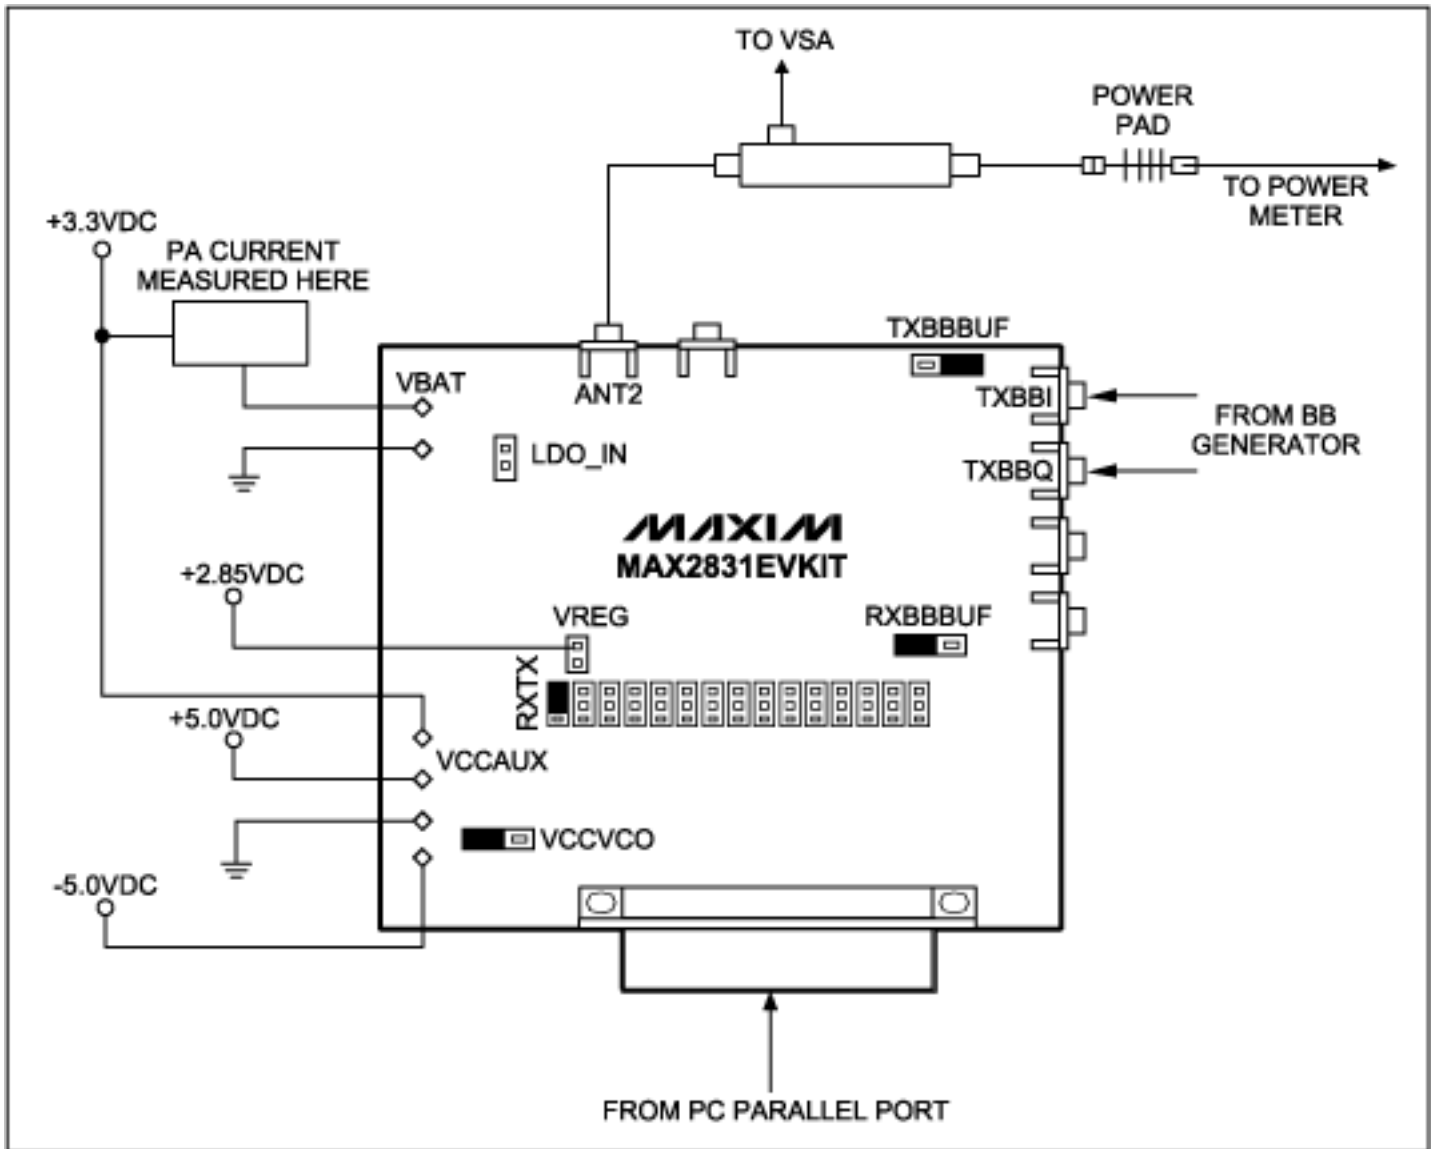 TO VSA
POWER
PAD
TO POWER
METER
+3.3VDC
PA CURRENT
MEASURED HERE
TXBBBUF
VBAT
ANT2
TXBBI
FROM BB
GENERATOR
LDO_IN
TXBBQ
MAXIM
MAX2831EVKIT
+2.85VDC
VREG
RXBBBUF
RXTX
+5.0VDC
VCCAUX
VCCVCO
-5.0VDC
FROM PC PARALLEL PORT